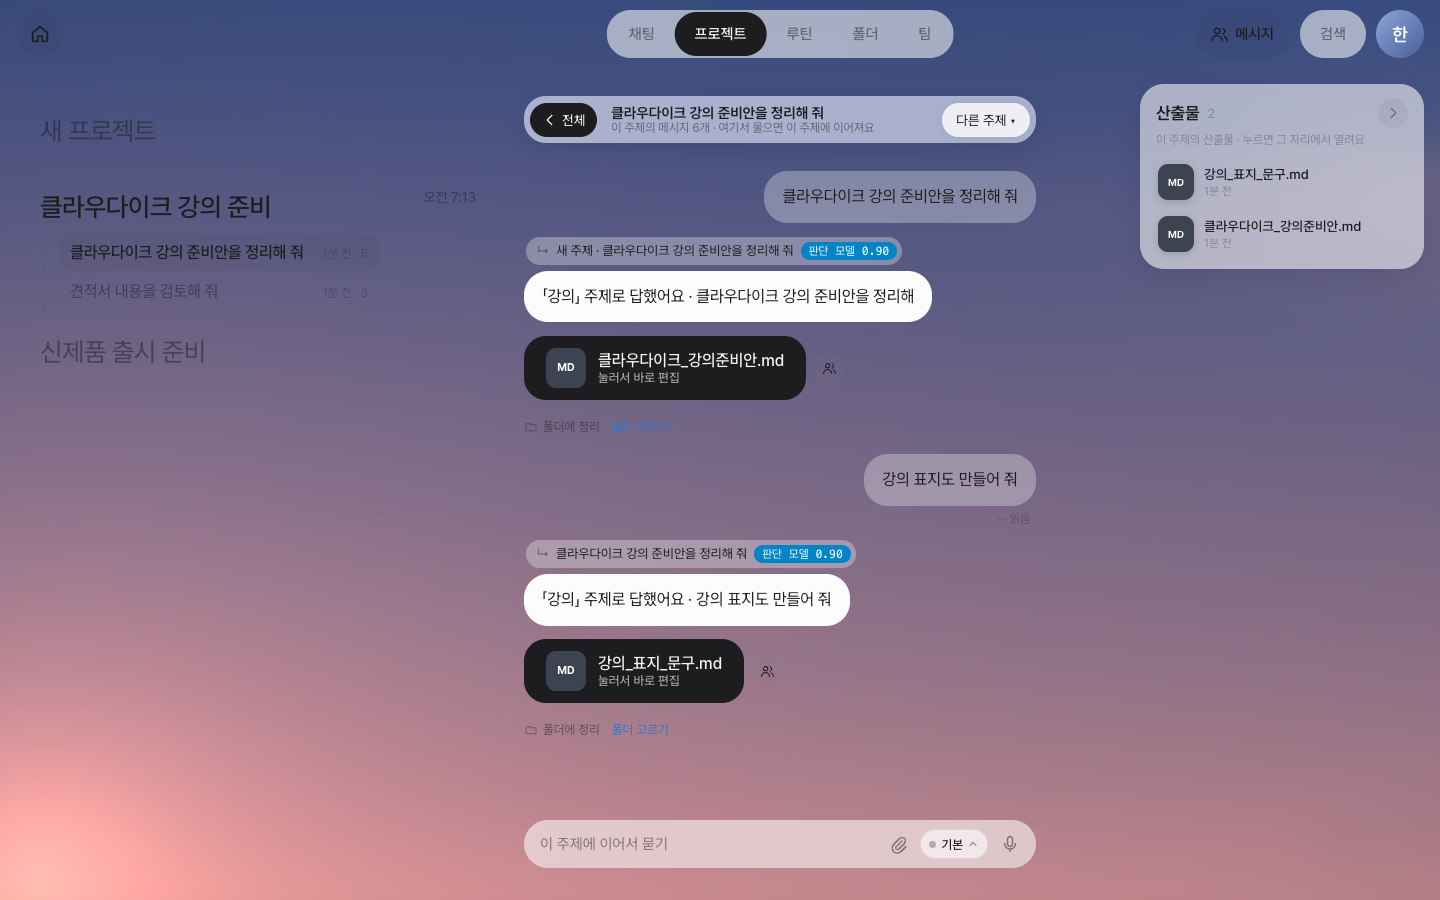 채팅
프로젝트
루틴
폴더
팀
메시지
검색
한
새 프로젝트
클라우다이크 강의 준비
클라우다이크 강의 준비안을 정리해 줘 1분 전 · 6
견적서 내용을 검토해 줘 1분 전 · 3
신제품 출시 준비
전체
클라우다이크 강의 준비안을 정리해 줘
이 주제의 메시지 6개 · 여기서 물으면 이 주제에 이어져요
다른 주제
오전 7:13
클라우다이크 강의 준비안을 정리해 줘
새 주제 · 클라우다이크 강의 준비안을 정리해 줘 판단 모델 0.90
「강의」 주제로 답했어요 · 클라우다이크 강의 준비안을 정리해
MD
클라우다이크_강의준비안.md
눌러서 바로 편집
폴더에 정리
강의 표지도 만들어 줘
··· 읽음
클라우다이크 강의 준비안을 정리해 줘 판단 모델 0.90
「강의」 주제로 답했어요 · 강의 표지도 만들어 줘
MD
강의_표지_문구.md
눌러서 바로 편집
폴더에 정리 폴더 고르기
이 주제에 이어서 묻기
기본
산출물 2
이 주제의 산출물 · 누르면 그 자리에서 열려요
MD
강의_표지_문구.md
1분 전
MD
클라우다이크_강의준비안.md
1분 전